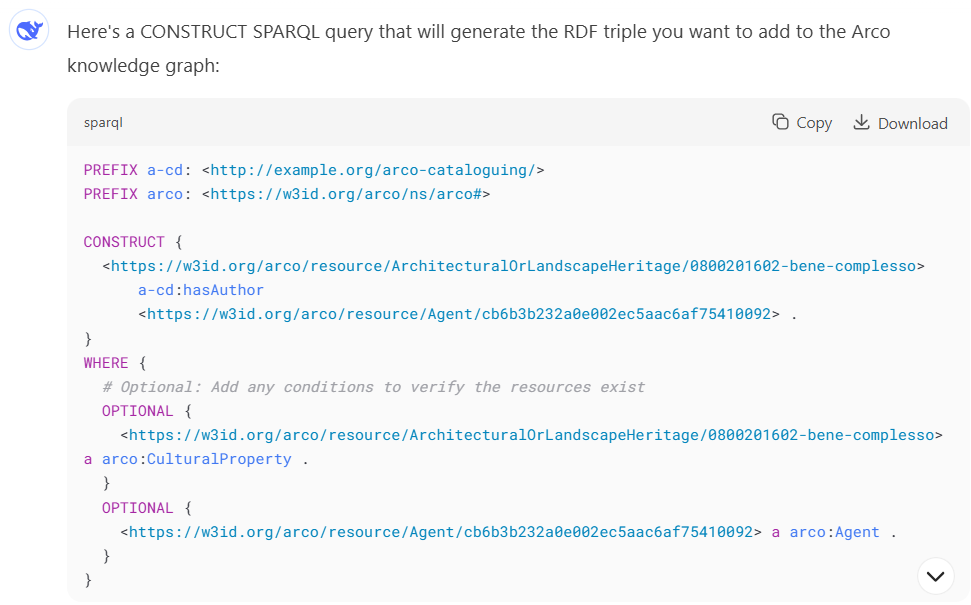 Here's a CONSTRUCT SPARQL query that will generate the RDF triple you want to add to the Arco
knowledge graph:
sparql
Copy
Download
PREFIX a-cd: <http://example.org/arco-cataloguing/>
PREFIX arco: <https://w3id.org/arco/ns/arco#>
CONSTRUCT {
<https://w3id.org/arco/resource/ArchitecturalOrLandscapeHeritage/0800201602-bene-complesso>
a-cd:hasAuthor
<https://w3id.org/arco/resource/Agent/cb6b3b232a0e002ec5aac6af75410092> .
}
WHERE {
# Optional: Add any conditions to verify the resources exist
OPTIONAL {
<https://w3id.org/arco/resource/ArchitecturalOrLandscapeHeritage/0800201602-bene-complesso>
a arco:CulturalProperty .
}
OPTIONAL {
<https://w3id.org/arco/resource/Agent/cb6b3b232a0e002ec5aac6af75410092> a arco:Agent .
}
}